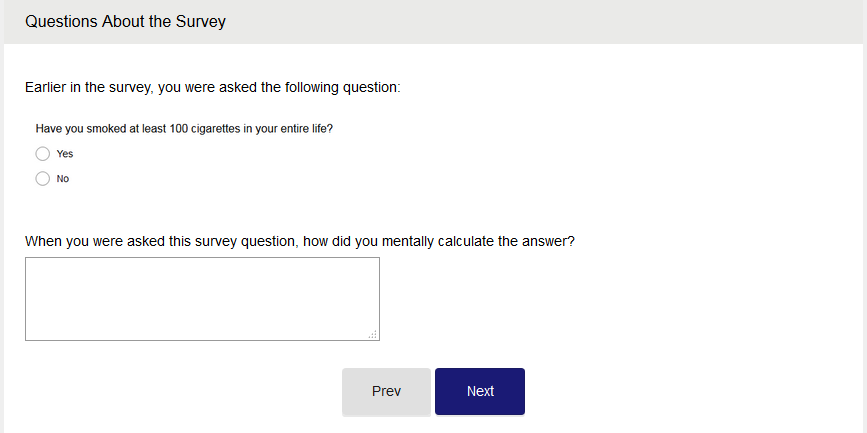 Questions About the Survey
Earlier in the survey, you were asked the following question:
Have you smoked at least 100 cigarettes in your entire life?
Yes
No
When you were asked this survey question, how did you mentally calculate the answer?
Prev Next